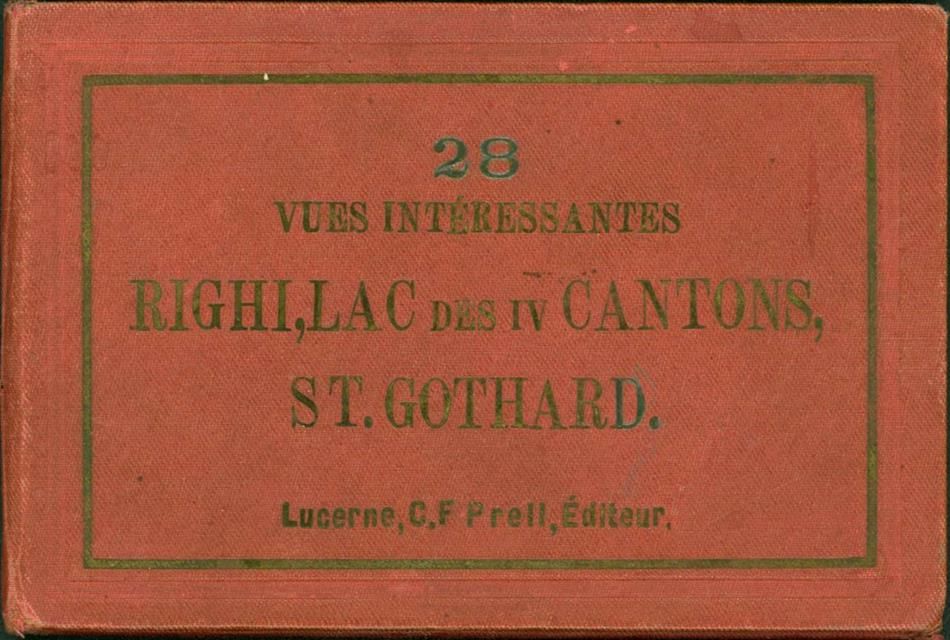 28
VUES INTÉRESSANTES
RIGHI, LAC DES IV CANTONS,
ST. GOTHARD.
Lucerne, C, F Prell, Éditeur.